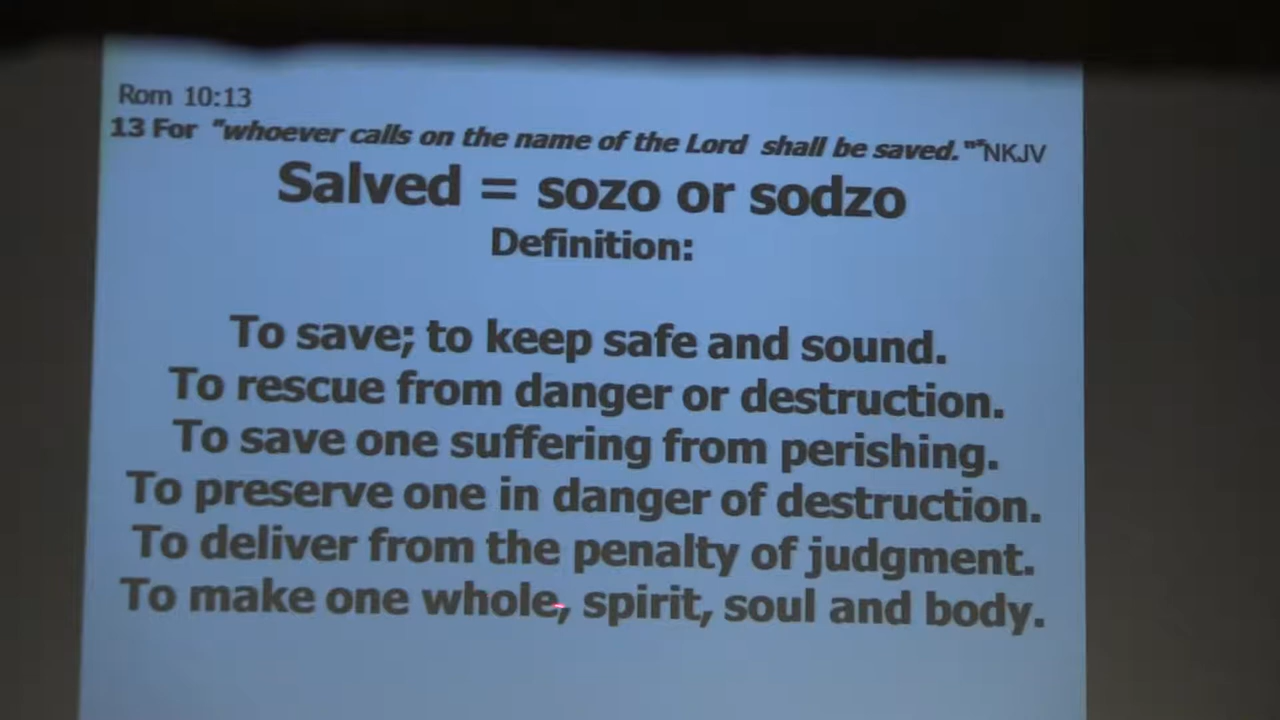 Rom 10:13
13 For "whoever calls on the name of the Lord shall be saved."" NKJV
Salved = sozo or sodzo
Definition:
To save; to keep safe and sound.
To rescue from danger or destruction.
To save one suffering from perishing.
To preserve one in danger of destruction.
To deliver from the penalty of judgment.
To make one whole, spirit, soul and body.